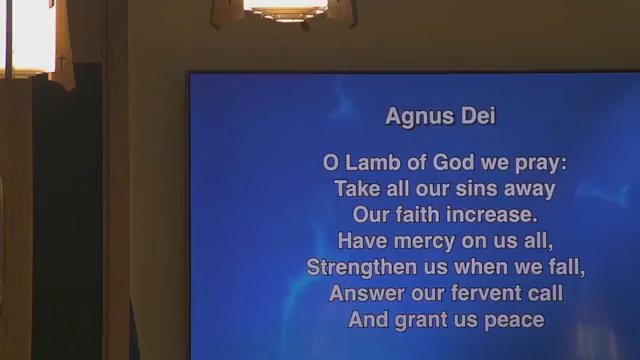 Agnus Dei
O Lamb of God we pray:
Take all our sins away
Our faith increase.
Have mercy on us all,
Strengthen us when we fall,
Answer our fervent call
And grant us peace